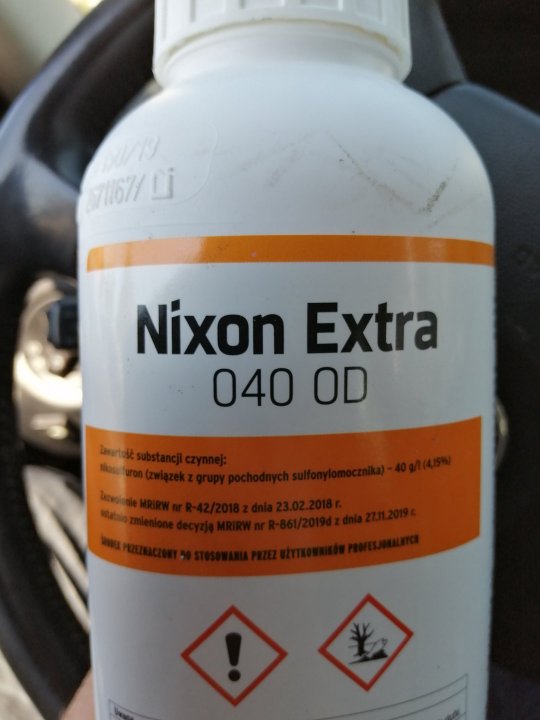 Nixon Extra
040 OD
Zawartość substancji czynnej:
nikosulfuron (związek z grupy pochodnych sulfonylomocznika) – 40 g/l (4,15%)
Zezwolenie MRiRW nr R-42/2018 z dnia 23.02.2018 r.
ostatnio zmienione decyzją MRiRW nr R-861/2019d z dnia 27.11.2019 r.
ŚRODEK PRZEZNACZONY DO STOSOWANIA PRZEZ UŻYTKOWNIKÓW PROFESJONALNYCH